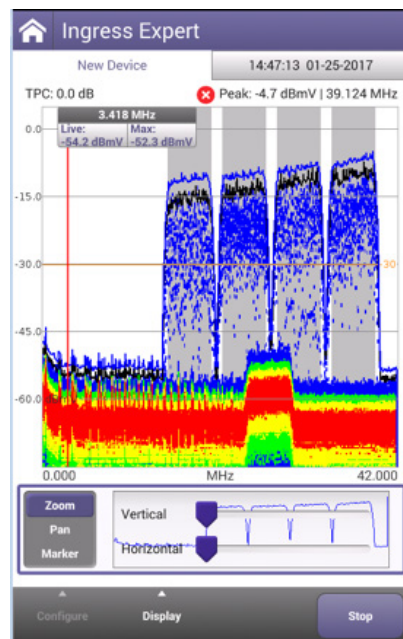 Ingress Expert
New Device
14:47:13 01-25-2017
TPC: 0.0 dB
Peak: -4.7 dBmV | 39.124 MHz
3.418 MHz
Live: Max:
-54.2 dBmV -52.3 dBmV
0.0
-15.0
-30.0
30
-45.0
-60.0
0.000 MHz 42.000
Zoom
Pan
Marker
Vertical
Horizontal
Configure
Display
Stop